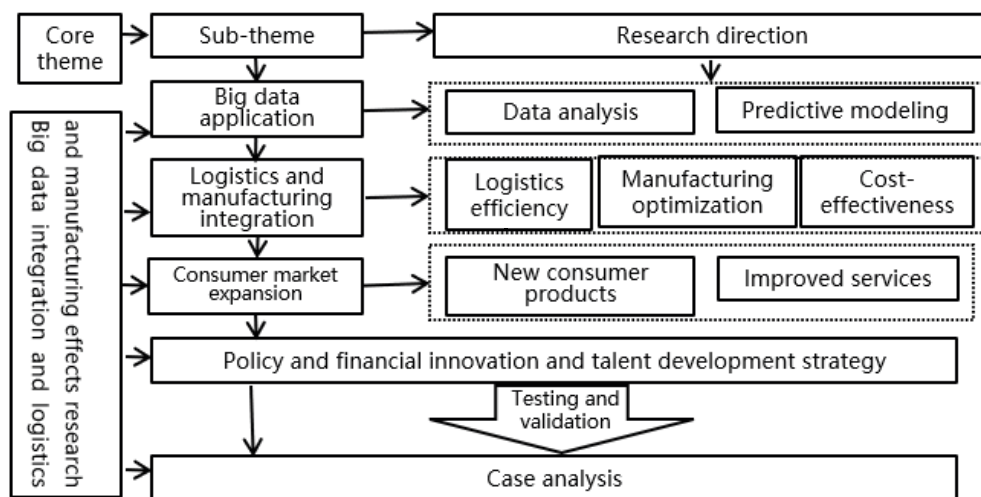 Core
theme
Sub-theme
Research direction
Big data
application
Data analysis
Predictive modeling
Big data integration and logistics
and manufacturing effects research
Logistics and
manufacturing
integration
Logistics
efficiency
Manufacturing
optimization
Cost-
effectiveness
Consumer market
expansion
New consumer
products
Improved services
Policy and financial innovation and talent development strategy
Testing and
validation
Case analysis